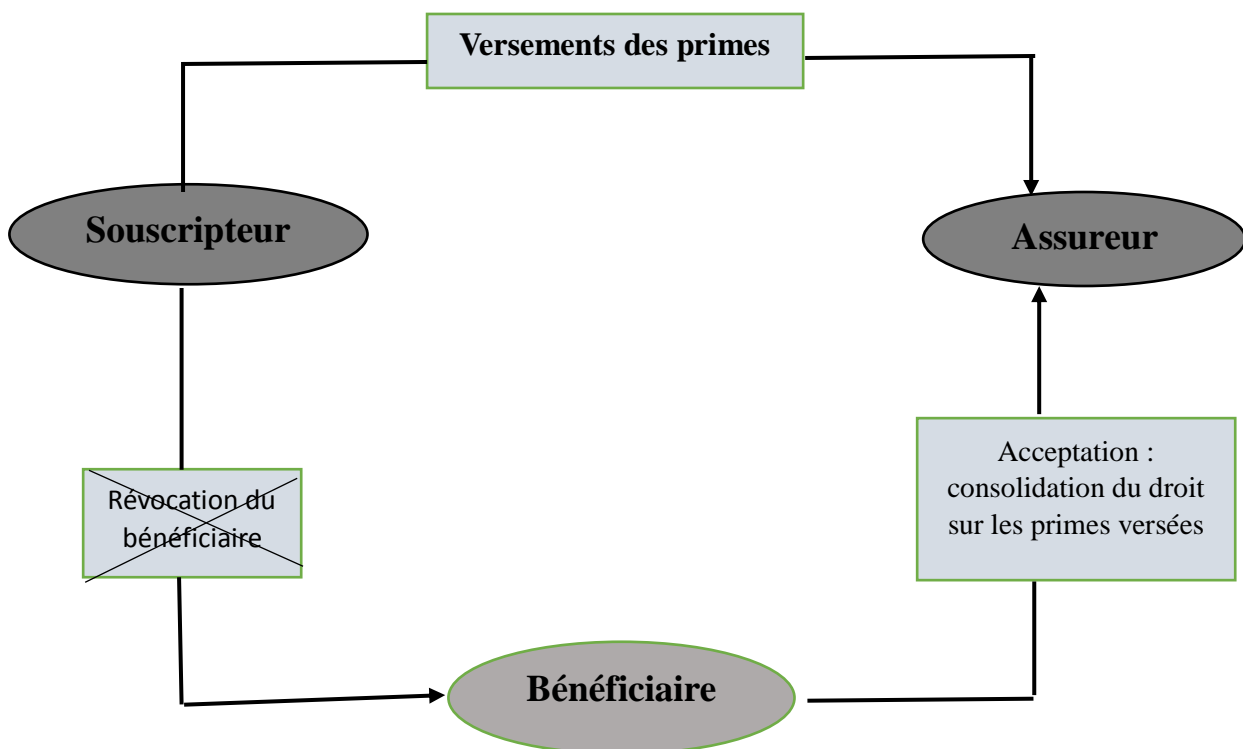 Versements des primes
Souscripteur
Assureur
Révocation du
bénéficiaire
Acceptation :
consolidation du droit
sur les primes versées
Bénéficiaire